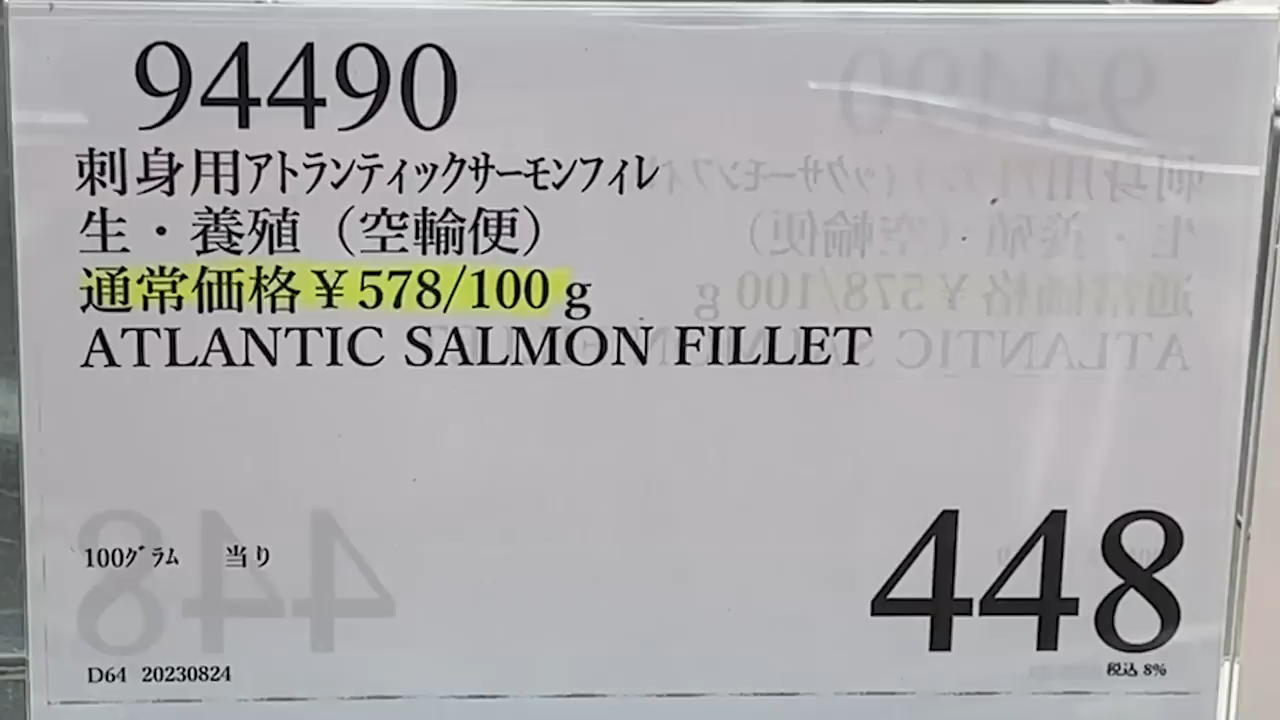 94490
刺身用ｱﾄﾗﾝﾃｨｯｸｻｰﾓﾝﾌｨﾚ
生・養殖（空輸便）
通常価格￥578/100 g
ATLANTIC SALMON FILLET
448
100ｸﾞﾗﾑ 当り
D64 20230824
税込 8%